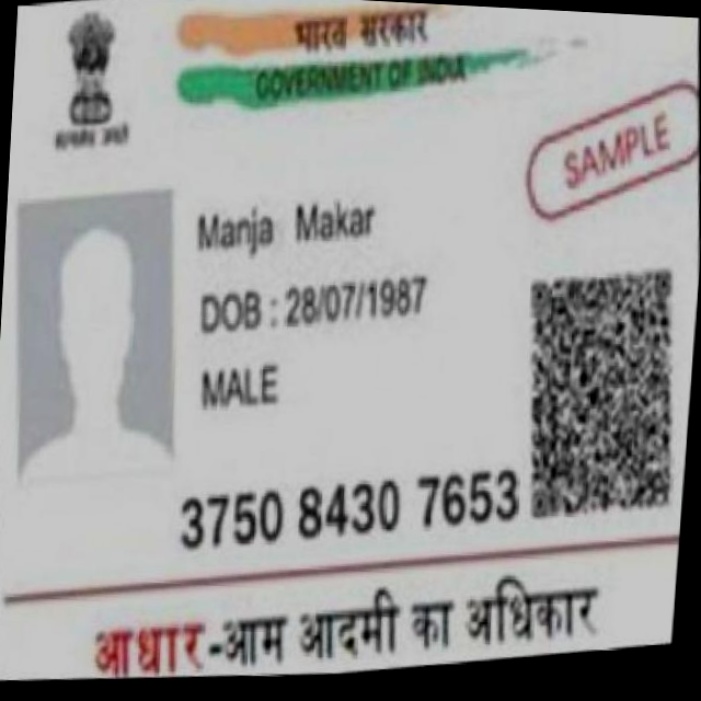 भारत सरकार
GOVERNMENT OF INDIA
सत्यमेव जयते
SAMPLE
Manja Makar
DOB : 28/07/1987
MALE
3750 8430 7653
आधार-आम आदमी का अधिकार